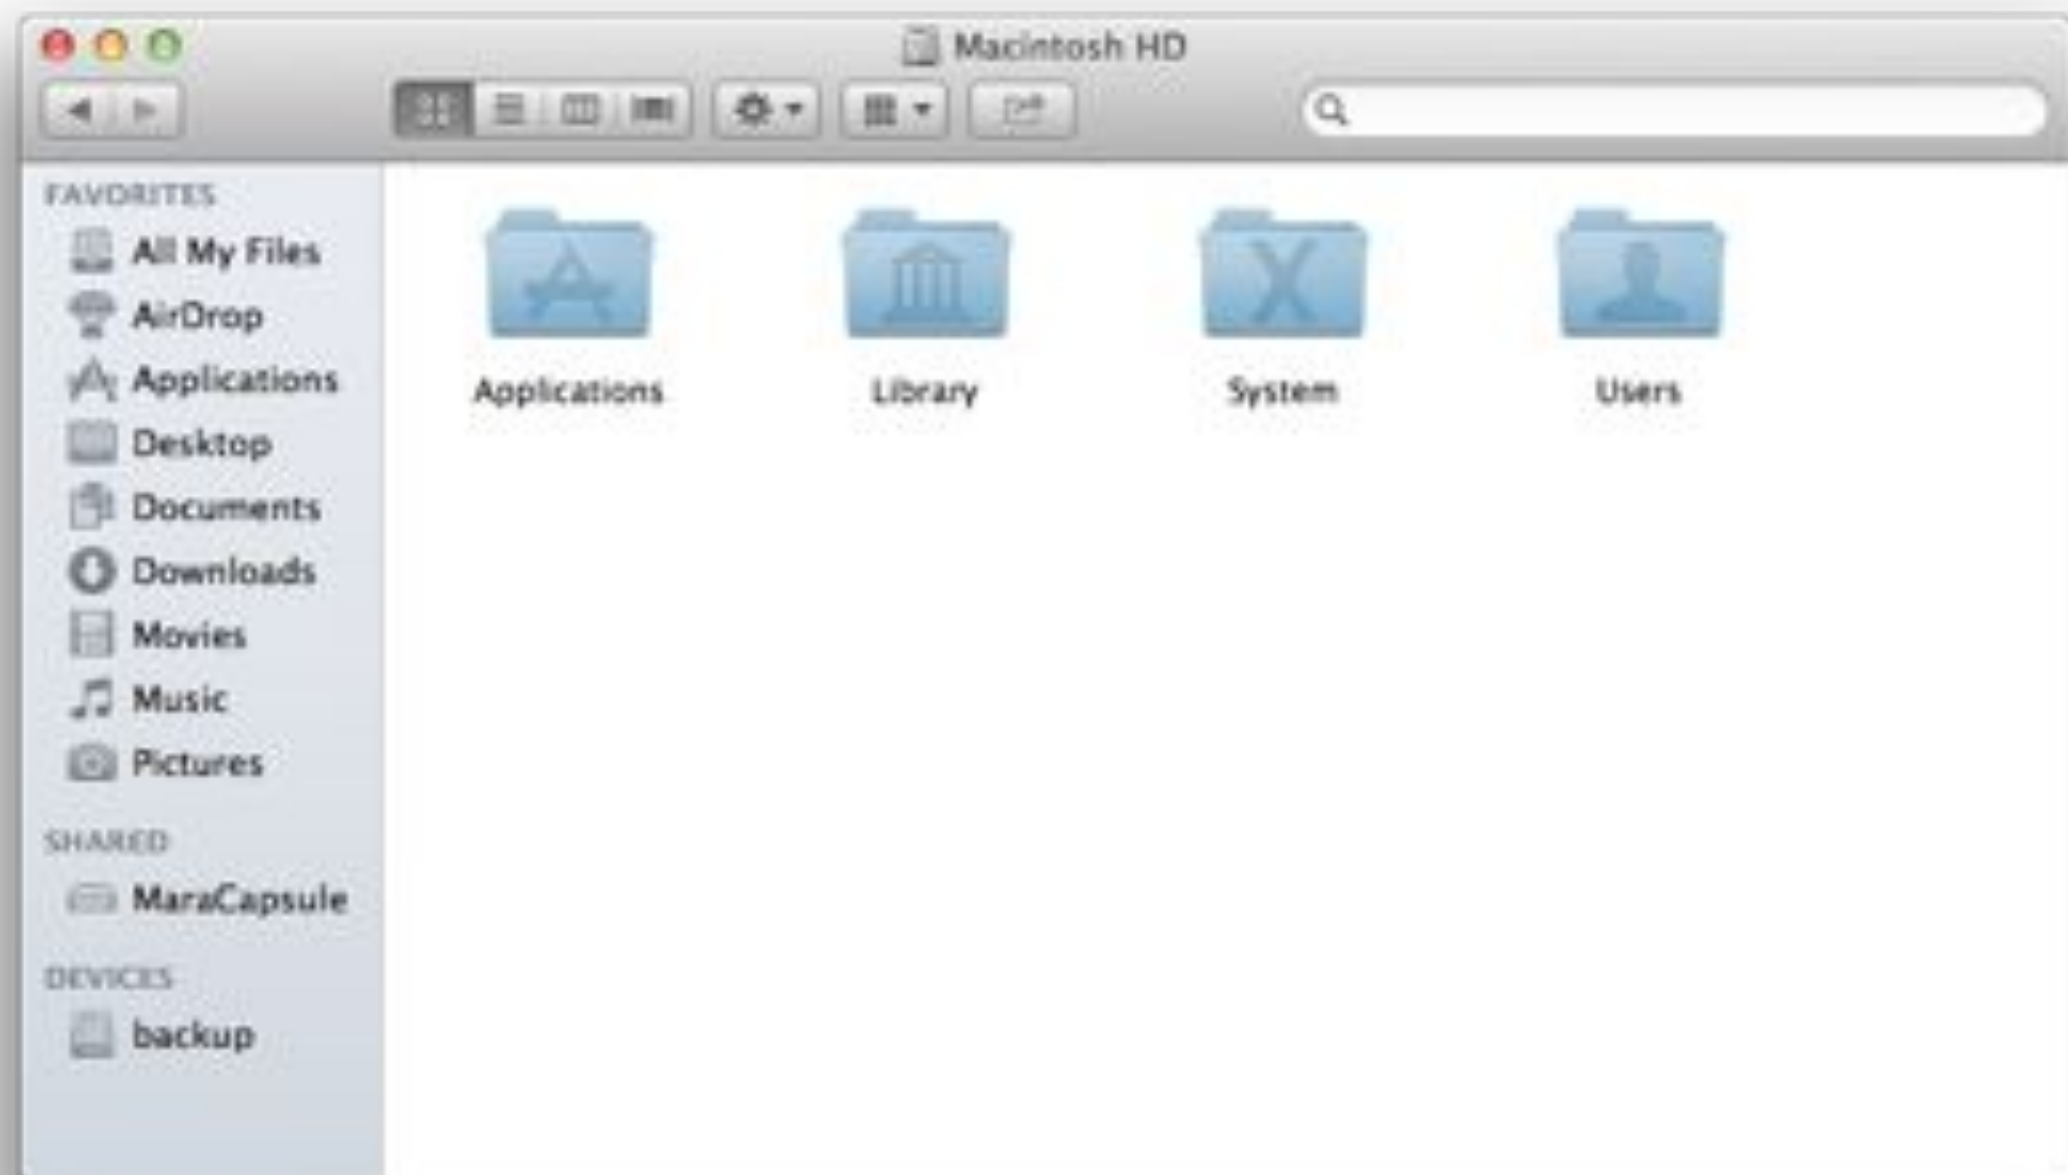 Macintosh HD
FAVORITES
All My Files
AirDrop
Applications
Desktop
Documents
Downloads
Movies
Music
Pictures
SHARED
MaraCapsule
DEVICES
backup
Applications Library System Users